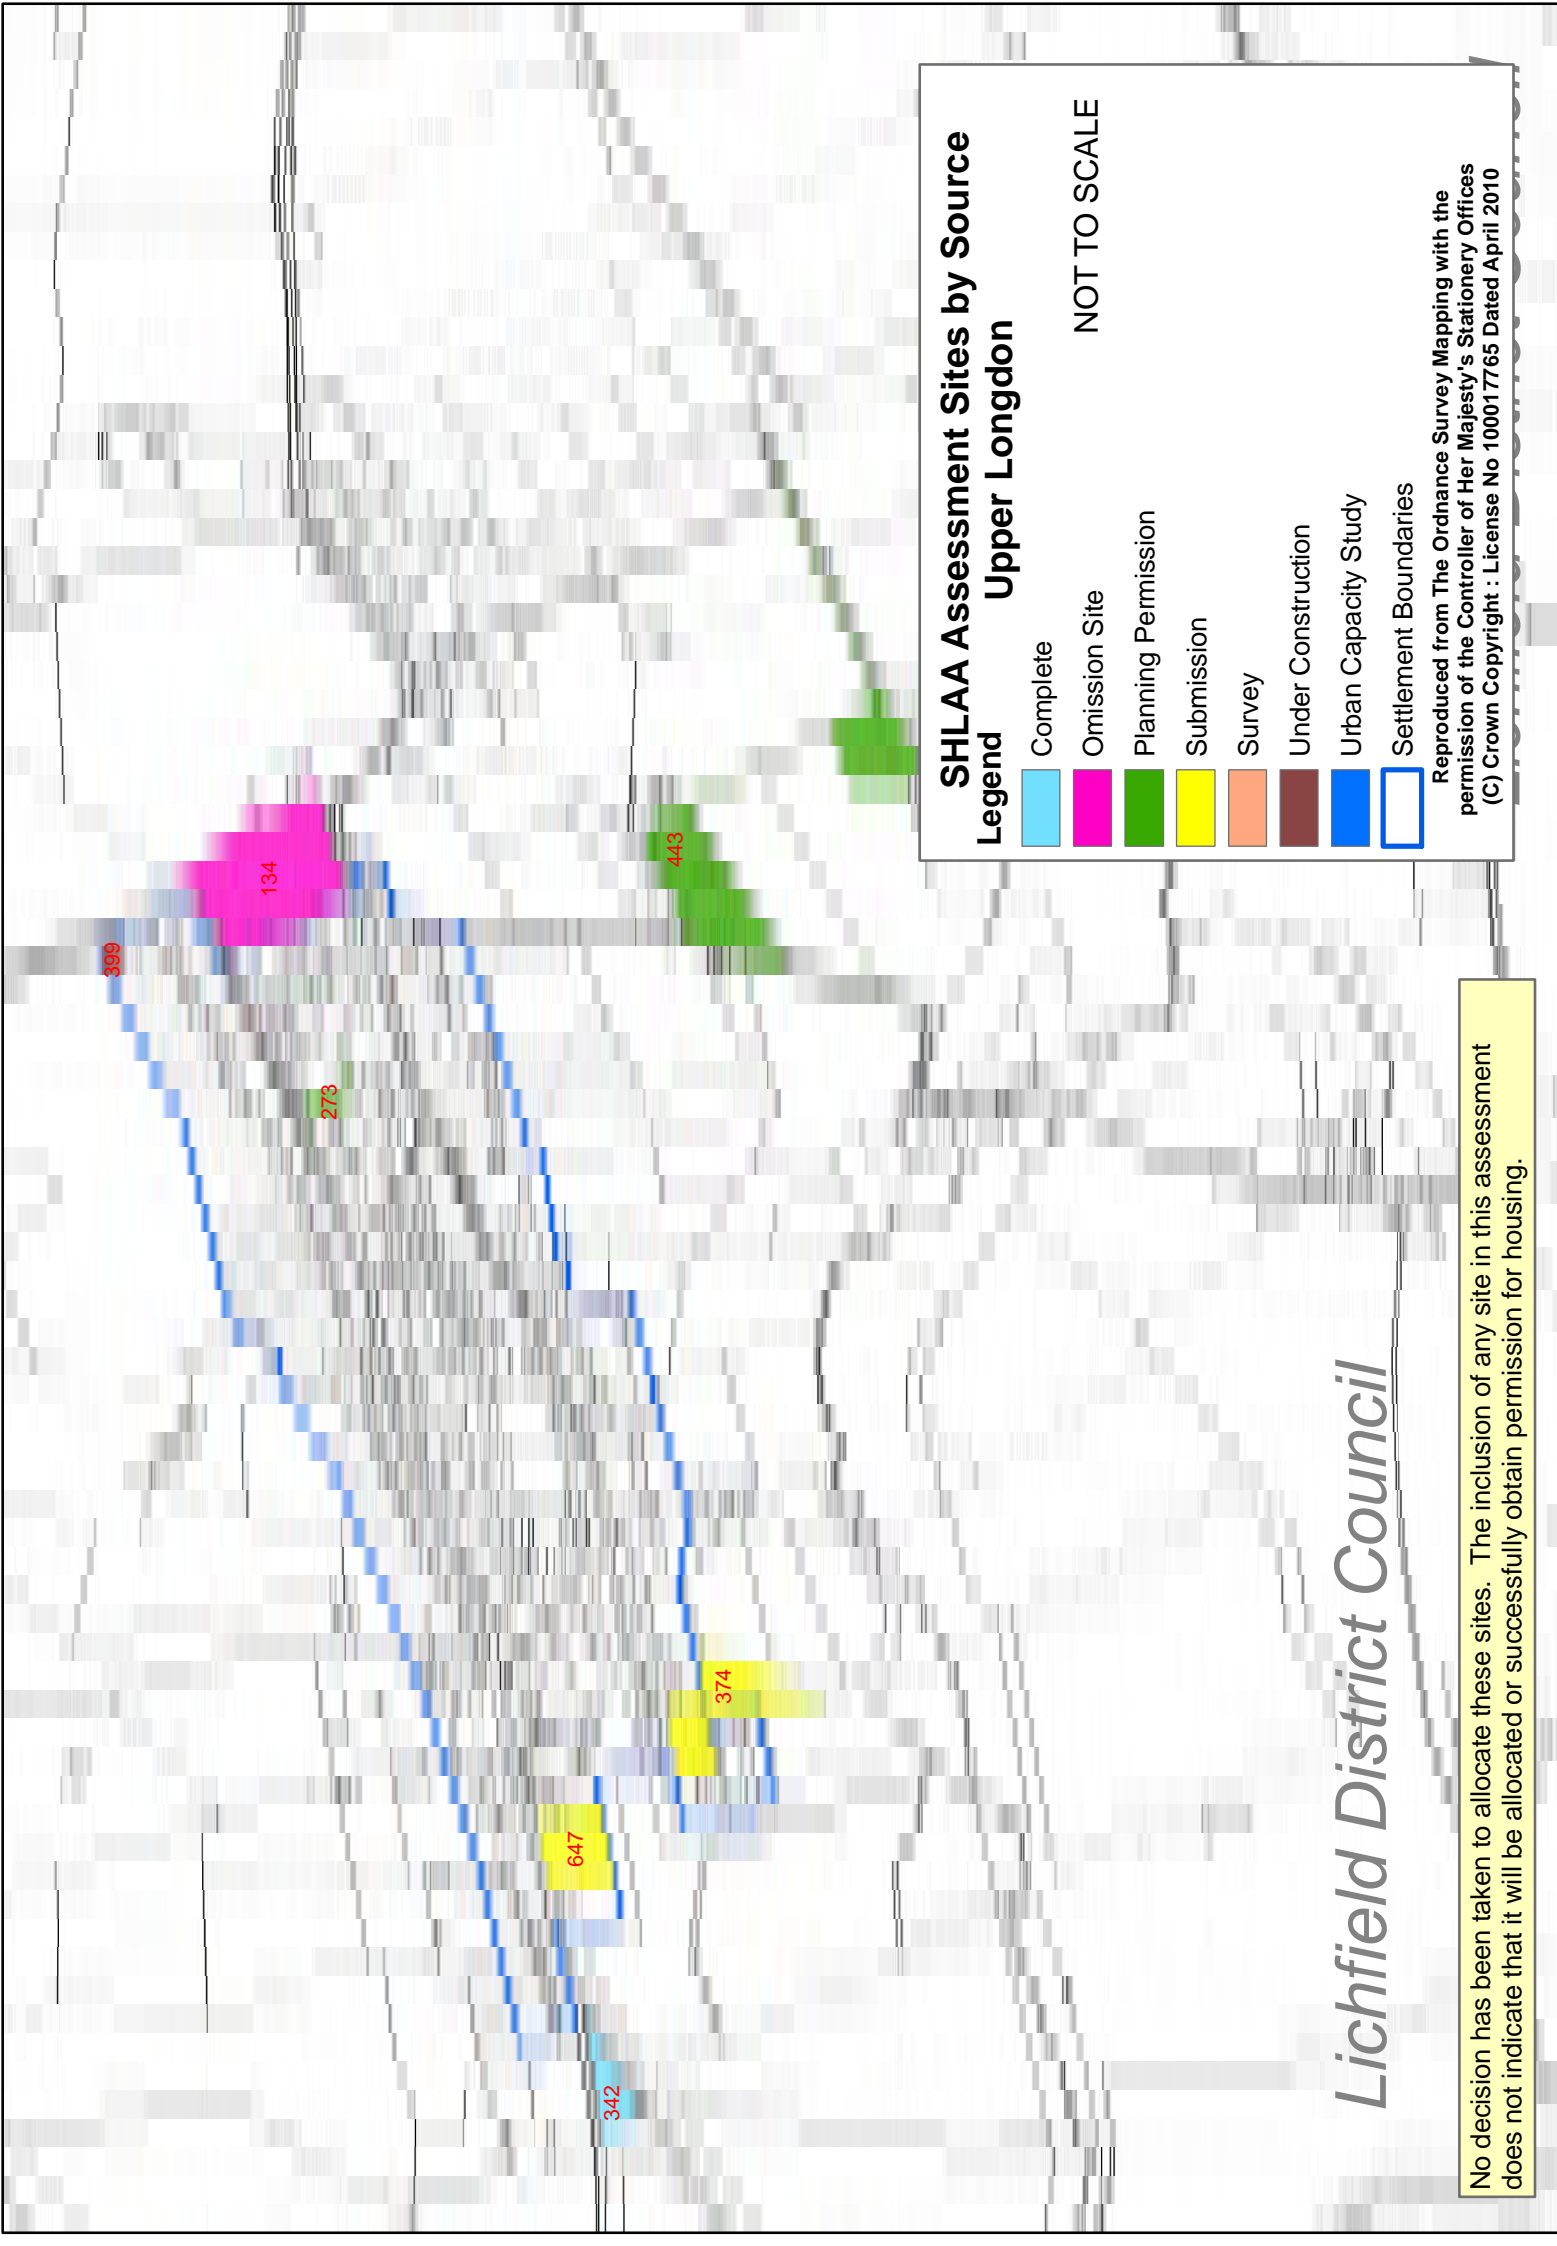 399
134
273
443
647
374
342
SHLAA Assessment Sites by Source
Upper Longdon
Legend
NOT TO SCALE
Complete
Omission Site
Planning Permission
Submission
Survey
Under Construction
Urban Capacity Study
Settlement Boundaries
Reproduced from The Ordnance Survey Mapping with the
permission of the Controller of Her Majesty's Stationery Offices
(C) Crown Copyright : License No 100017765 Dated April 2010
Lichfield District Council
No decision has been taken to allocate these sites. The inclusion of any site in this assessment
does not indicate that it will be allocated or successfully obtain permission for housing.